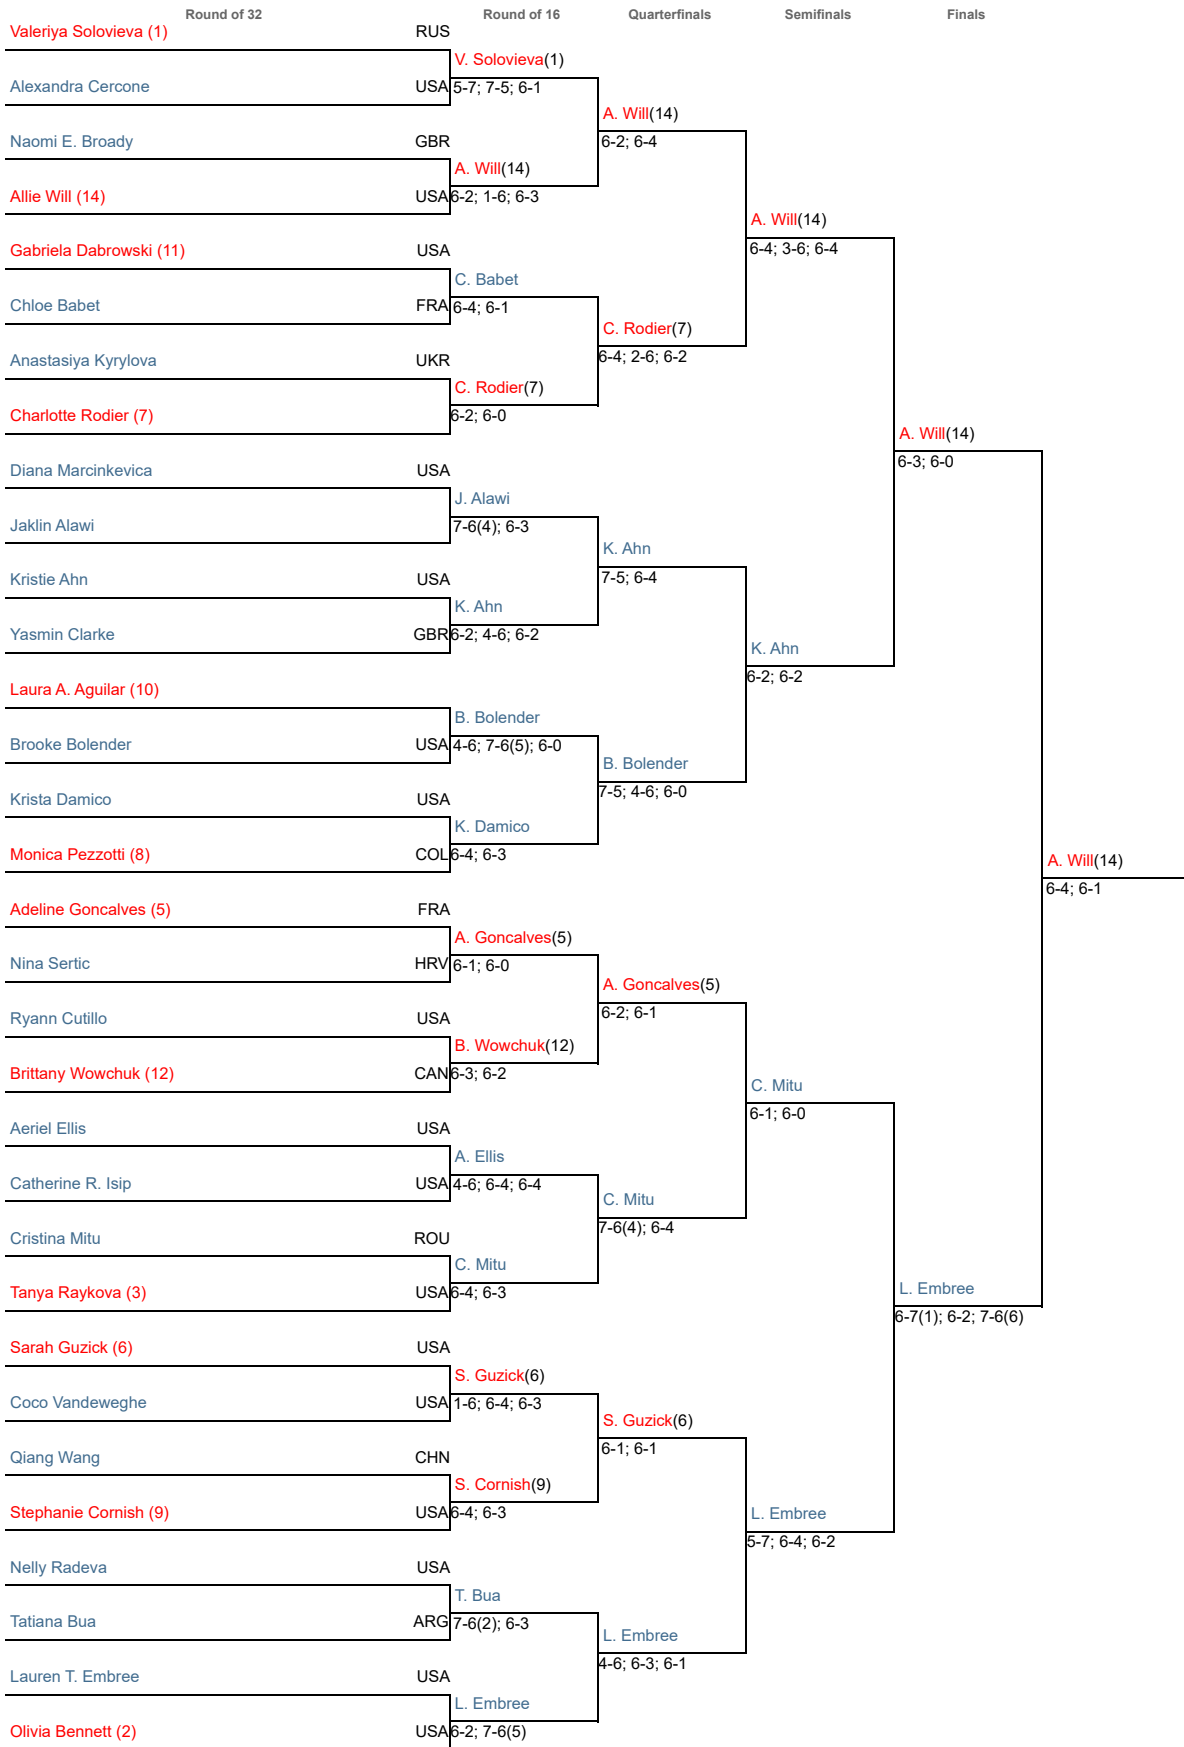 Round of 32 Round of 16 Quarterfinals Semifinals Finals
Valeriya Solovieva (1) RUS
V. Solovieva(1)
Alexandra Cercone USA 5-7; 7-5; 6-1
A. Will(14)
Naomi E. Broady GBR 6-2; 6-4
A. Will(14)
Allie Will (14) USA 6-2; 1-6; 6-3
A. Will(14)
Gabriela Dabrowski (11) USA 6-4; 3-6; 6-4
C. Babet
Chloe Babet FRA 6-4; 6-1
C. Rodier(7)
Anastasiya Kyrylova UKR 6-4; 2-6; 6-2
C. Rodier(7)
Charlotte Rodier (7) 6-2; 6-0
A. Will(14)
Diana Marcinkevica USA 6-3; 6-0
J. Alawi
Jaklin Alawi 7-6(4); 6-3
K. Ahn
Kristie Ahn USA 7-5; 6-4
K. Ahn
Yasmin Clarke GBR 6-2; 4-6; 6-2
K. Ahn
Laura A. Aguilar (10) 6-2; 6-2
B. Bolender
Brooke Bolender USA 4-6; 7-6(5); 6-0
B. Bolender
Krista Damico USA 7-5; 4-6; 6-0
K. Damico
Monica Pezzotti (8) COL 6-4; 6-3
A. Will(14)
6-4; 6-1
Adeline Goncalves (5) FRA
A. Goncalves(5)
Nina Sertic HRV 6-1; 6-0
A. Goncalves(5)
Ryann Cutillo USA 6-2; 6-1
B. Wowchuk(12)
Brittany Wowchuk (12) CAN 6-3; 6-2
C. Mitu
Aeriel Ellis USA 6-1; 6-0
A. Ellis
Catherine R. Isip USA 4-6; 6-4; 6-4
C. Mitu
Cristina Mitu ROU 7-6(4); 6-4
C. Mitu
Tanya Raykova (3) USA 6-4; 6-3
L. Embree
6-7(1); 6-2; 7-6(6)
Sarah Guzick (6) USA
S. Guzick(6)
Coco Vandeweghe USA 1-6; 6-4; 6-3
S. Guzick(6)
Qiang Wang CHN 6-1; 6-1
S. Cornish(9)
Stephanie Cornish (9) USA 6-4; 6-3
L. Embree
5-7; 6-4; 6-2
Nelly Radeva USA
T. Bua
Tatiana Bua ARG 7-6(2); 6-3
L. Embree
4-6; 6-3; 6-1
Lauren T. Embree USA
L. Embree
Olivia Bennett (2) USA 6-2; 7-6(5)